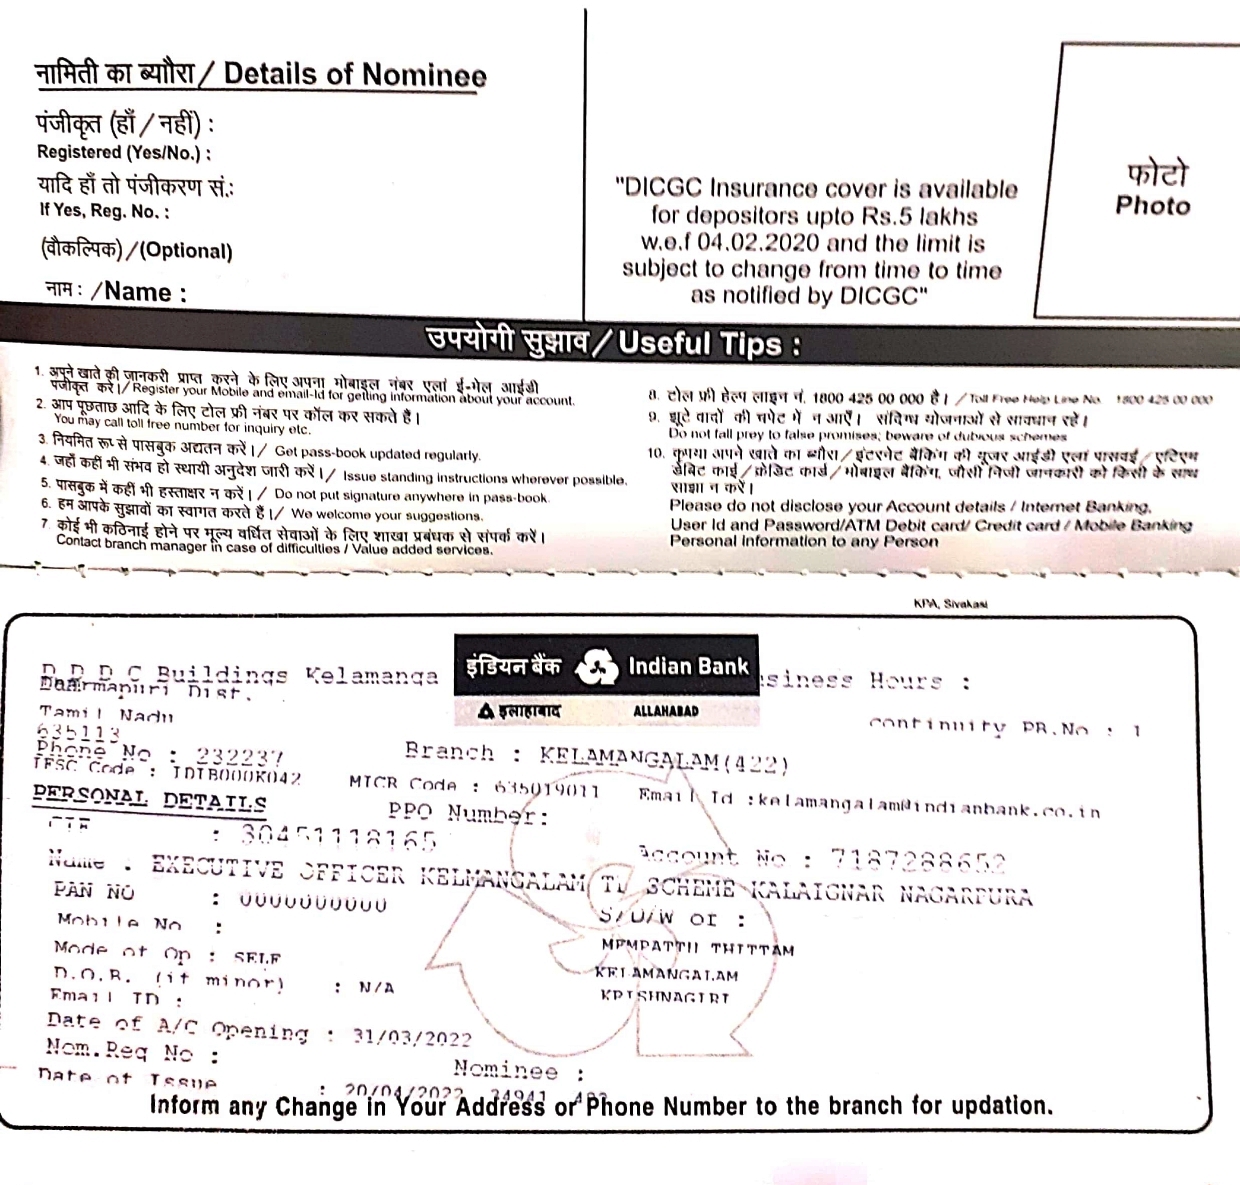 नामिती का ब्यौरा / Details of Nominee
पंजीकृत (हाँ / नहीं) :
Registered (Yes/No.) :
यादि हाँ तो पंजीकरण सं.:
If Yes, Reg. No. :
(वौकल्पिक) / (Optional)
नाम : / Name :
"DICGC Insurance cover is available
for depositors upto Rs.5 lakhs
w.e.f 04.02.2020 and the limit is
subject to change from time to time
as notified by DICGC"
फोटो
Photo
उपयोगी सुझाव / Useful Tips :
1. अपने खाते की जानकरी प्राप्त करने के लिए अपना मोबाइल नंबर एलां ई-मेल आईडी
पंजीकृत करें। / Register your Mobile and email-Id for getting information about your account.
2. आप पूछताछ आदि के लिए टोल फ्री नंबर पर कॉल कर सकते हैं।
You may call toll free number for inquiry etc.
3. नियमित रूप से पासबुक अद्यतन करें। / Get pass-book updated regularly.
4. जहाँ कहीं भी संभव हो स्थायी अनुदेश जारी करें। / Issue standing instructions wherever possible.
5. पासबुक में कहीं भी हस्ताक्षर न करें। / Do not put signature anywhere in pass-book
6. हम आपके सुझावों का स्वागत करते हैं। / We welcome your suggestions.
7. कोई भी कठिनाई होने पर मूल्य वर्धित सेवाओं के लिए शाखा प्रबंधक से संपर्क करें।
Contact branch manager in case of difficulties / Value added services.
8. टोल फ्री हेल्प लाइन नं. 1800 425 00 000 है। / Toll Free Help Line No. 1800 425 00 000
9. झूटे वादों की चपेट में न आएँ। संदिग्ध योजनाओं से सावधान रहें।
Do not fall prey to false promises; beware of dubious schemes
10. कृपया अपने खाते का ब्यौरा / इंटरनेट बैंकिंग की यूजर आईडी एलां पासवर्ड / एटिएम
डेबिट कार्ड / क्रेडिट कार्ड / मोबाइल बैंकिंग, जौसी निजी जानकारी को किसी के साथ
साझा न करें।
Please do not disclose your Account details / Internet Banking,
User Id and Password/ATM Debit card/ Credit card / Mobile Banking
Personal Information to any Person
KPA, Sivakasi
इंडियन बैंक Indian Bank
इलाहाबाद ALLAHABAD
D D D C Buildings Kelamanga
siness Hours :
Dharmapuri Dist.
Tamil Nadu
continuity PR.No : 1
635113
Phone No : 232237
Branch : KELAMANGALAM(422)
IFSC Code : IDIB000K042
MICR Code : 635019011
Email Id :kelamangalam@indianbank.co.in
PERSONAL DETAILS
PPO Number:
CIF : 30451118165
Account No : 7187288652
Name : EXECUTIVE OFFICER KELMANGALAM TP SCHEME KALAIGNAR NAGARPURA
PAN NO : 0000000000
S/D/W of :
Mobile No :
MEMPATTU THITTAM
Mode of Op : SELF
KELAMANGALAM
D.O.B. (if minor) : N/A
KRISHNAGIRI
Email ID :
Date of A/C Opening : 31/03/2022
Nom.Req No :
Nominee :
Date of Issue : 20/04/2022 34941
Inform any Change in Your Address or Phone Number to the branch for updation.